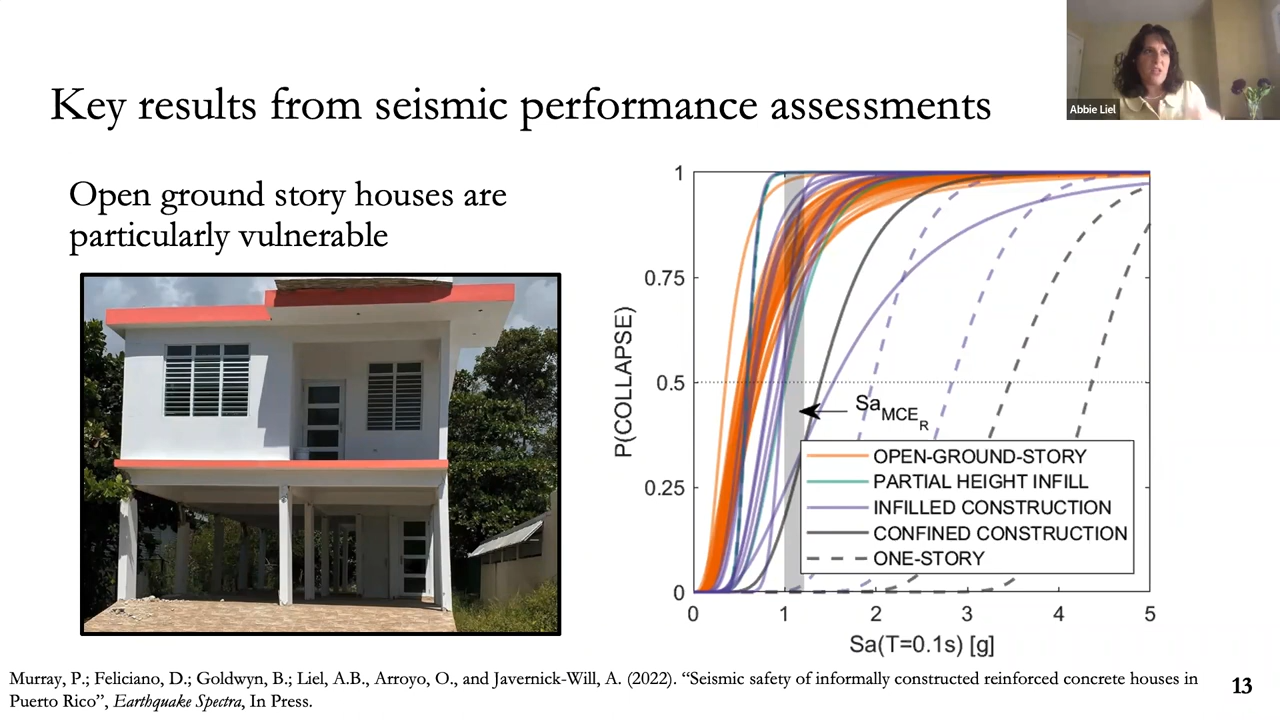 Abbie Liel
Key results from seismic performance assessments
Open ground story houses are
particularly vulnerable
P(COLLAPSE)
1
0.75
0.5
0.25
0
Sa MCE R
OPEN-GROUND-STORY
PARTIAL HEIGHT INFILL
INFILLED CONSTRUCTION
CONFINED CONSTRUCTION
ONE-STORY
0 1 2 3 4 5
Sa(T=0.1s) [g]
Murray, P.; Feliciano, D.; Goldwyn, B.; Liel, A.B., Arroyo, O., and Javernick-Will, A. (2022). “Seismic safety of informally constructed reinforced concrete houses in
Puerto Rico”, Earthquake Spectra, In Press.
13